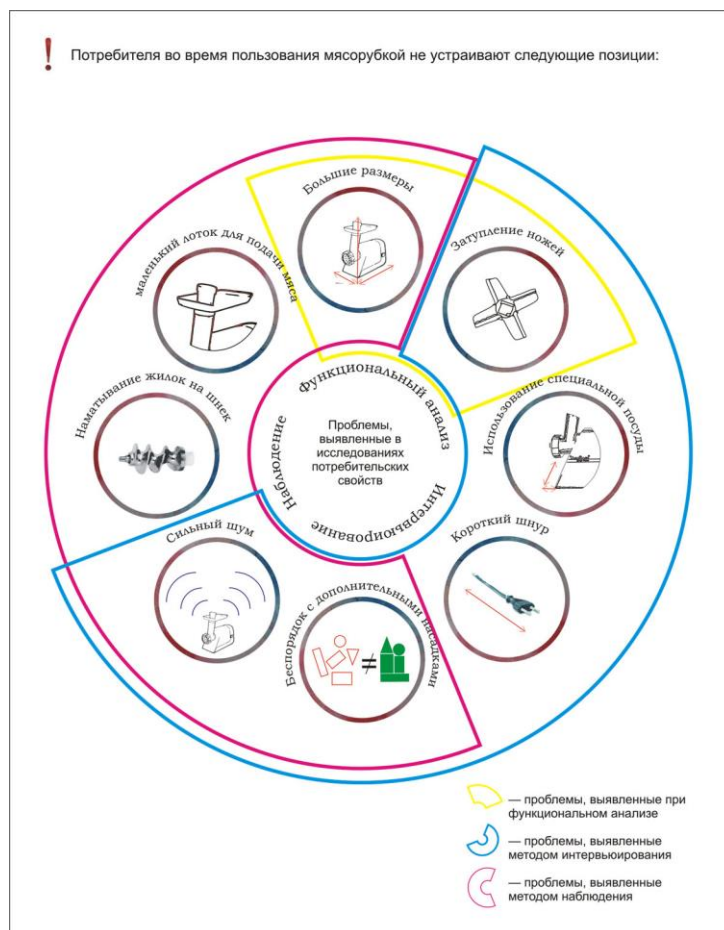 Потребителя во время пользования мясорубкой не устраивают следующие позиции:
Большие размеры
Затупление ножей
Использование специальной посуды
Короткий шнур
Беспорядок с дополнительными насадками
Сильный шум
Наматывание жилок на шнек
маленький лоток для подачи мяса
Функциональный анализ
Интервьюирование
Наблюдение
Проблемы,
выявленные в
исследованиях
потребительских
свойств
— проблемы, выявленные при
функциональном анализе
— проблемы, выявленные
методом интервьюирования
— проблемы, выявленные
методом наблюдения